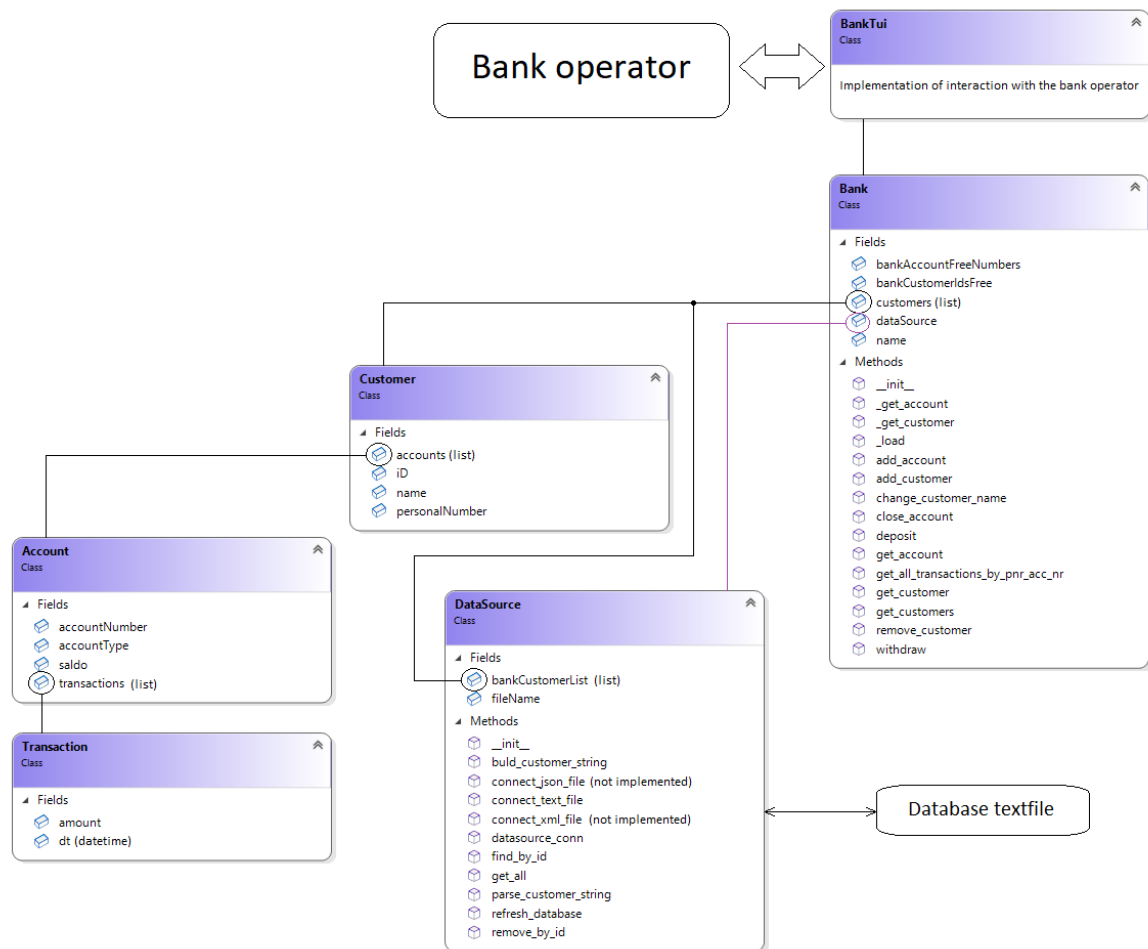 Bank operator
BankTui
Class
Implementation of interaction with the bank operator
Bank
Class
Fields
bankAccountFreeNumbers
bankCustomerIdsFree
customers (list)
dataSource
name
Methods
__init__
_get_account
_get_customer
_load
add_account
add_customer
change_customer_name
close_account
deposit
get_account
get_all_transactions_by_pnr_acc_nr
get_customer
get_customers
remove_customer
withdraw
Customer
Class
Fields
accounts (list)
iD
name
personalNumber
Account
Class
Fields
accountNumber
accountType
saldo
transactions (list)
Transaction
Class
Fields
amount
dt (datetime)
DataSource
Class
Fields
bankCustomerList (list)
fileName
Methods
__init__
buld_customer_string
connect_json_file (not implemented)
connect_text_file
connect_xml_file (not implemented)
datasource_conn
find_by_id
get_all
parse_customer_string
refresh_database
remove_by_id
Database textfile